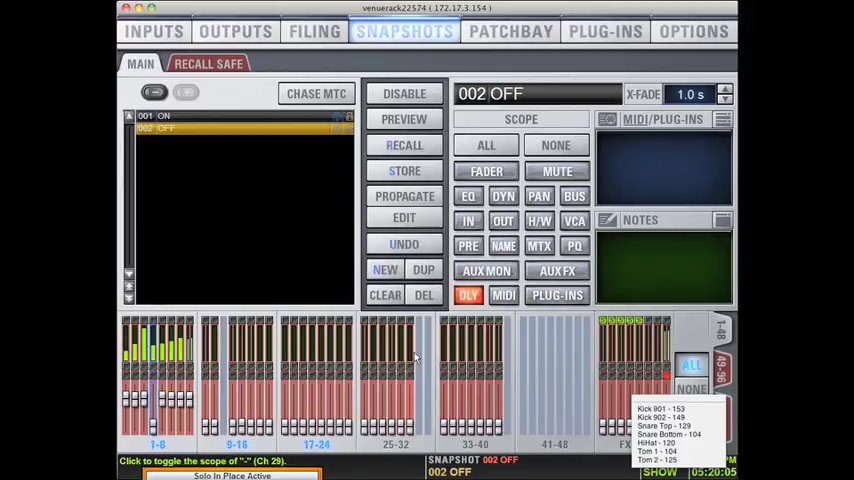 venuerack22574 ( 172.17.3.154 )
INPUTS OUTPUTS FILING SNAPSHOTS PATCHBAY PLUG-INS OPTIONS
MAIN RECALL SAFE
CHASE MTC
001 ON
002 OFF
DISABLE
PREVIEW
RECALL
STORE
PROPAGATE
EDIT
UNDO
NEW DUP
CLEAR DEL
002 OFF X-FADE 1.0 s
SCOPE
ALL NONE
FADER MUTE
EQ DYN PAN BUS
IN OUT H/W VCA
PRE NAME MTX PQ
AUX MON AUX FX
DLY MIDI PLUG-INS
MIDI/PLUG-INS
NOTES
1-8 9-16 17-24 25-32 33-40 41-48 FX
1-48
49-96
ALL
NONE
Kick 901 - 153
Kick 902 - 149
Snare Top - 129
Snare Bottom - 104
HiHat - 120
Tom 1 - 104
Tom 2 - 125
Click to toggle the scope of "-" (Ch 29).
Solo In Place Active
SNAPSHOT 002 OFF
002 OFF
SHOW
PM
05:20:05